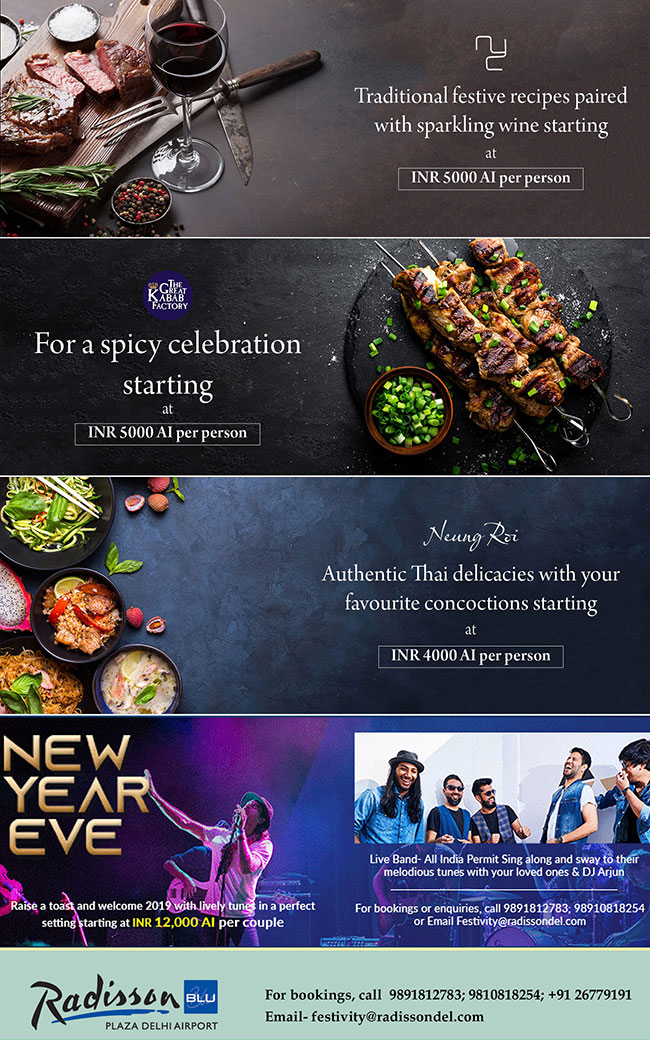 NYC
Traditional festive recipes paired
with sparkling wine starting
at
INR 5000 AI per person
THE
GREAT
KABAB
FACTORY
For a spicy celebration
starting
at
INR 5000 AI per person
Neung Roi
Authentic Thai delicacies with your
favourite concoctions starting
at
INR 4000 AI per person
NEW
YEAR
EVE
Raise a toast and welcome 2019 with lively tunes in a perfect
setting starting at INR 12,000 AI per couple
Live Band- All India Permit Sing along and sway to their
melodious tunes with your loved ones & DJ Arjun
For bookings or enquiries, call 9891812783; 98910818254
or Email Festivity@radissondel.com
Radisson BLU
PLAZA DELHI AIRPORT
For bookings, call 9891812783; 9810818254; +91 26779191
Email- festivity@radissondel.com